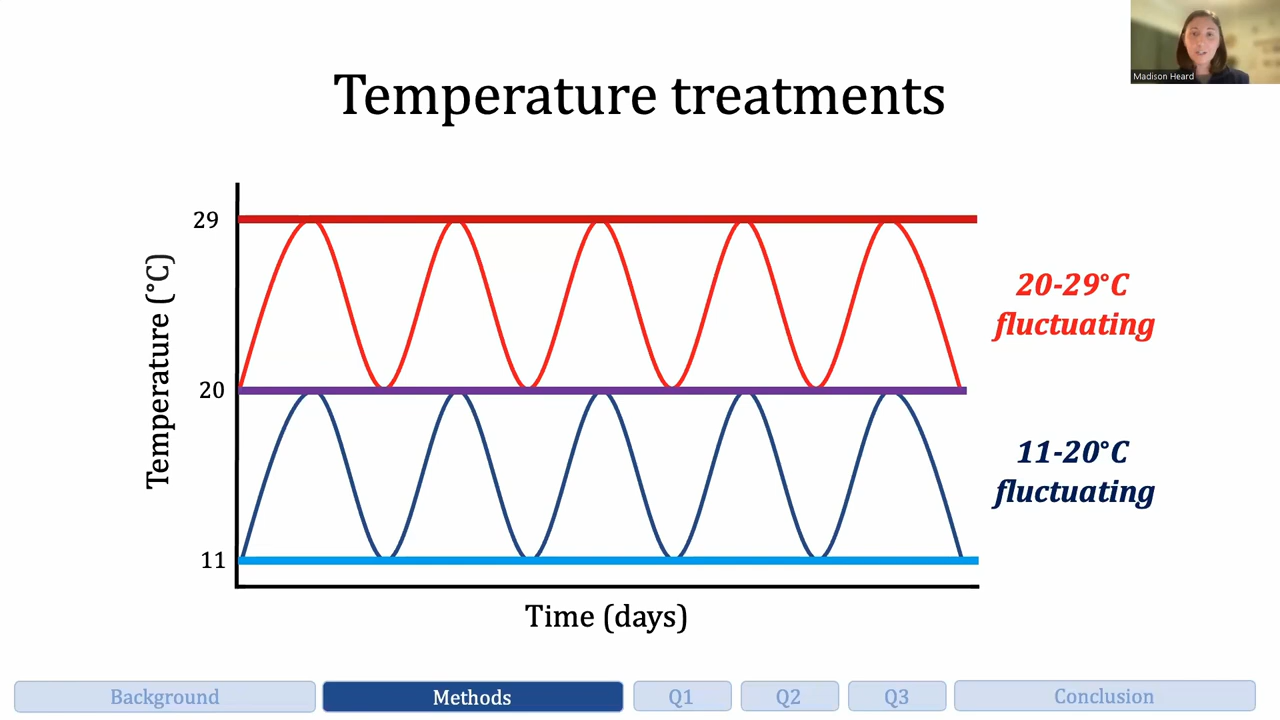 Madison Heard
Temperature treatments
29
20
11
Temperature (°C)
20-29°C
fluctuating
11-20°C
fluctuating
Time (days)
Background
Methods
Q1
Q2
Q3
Conclusion